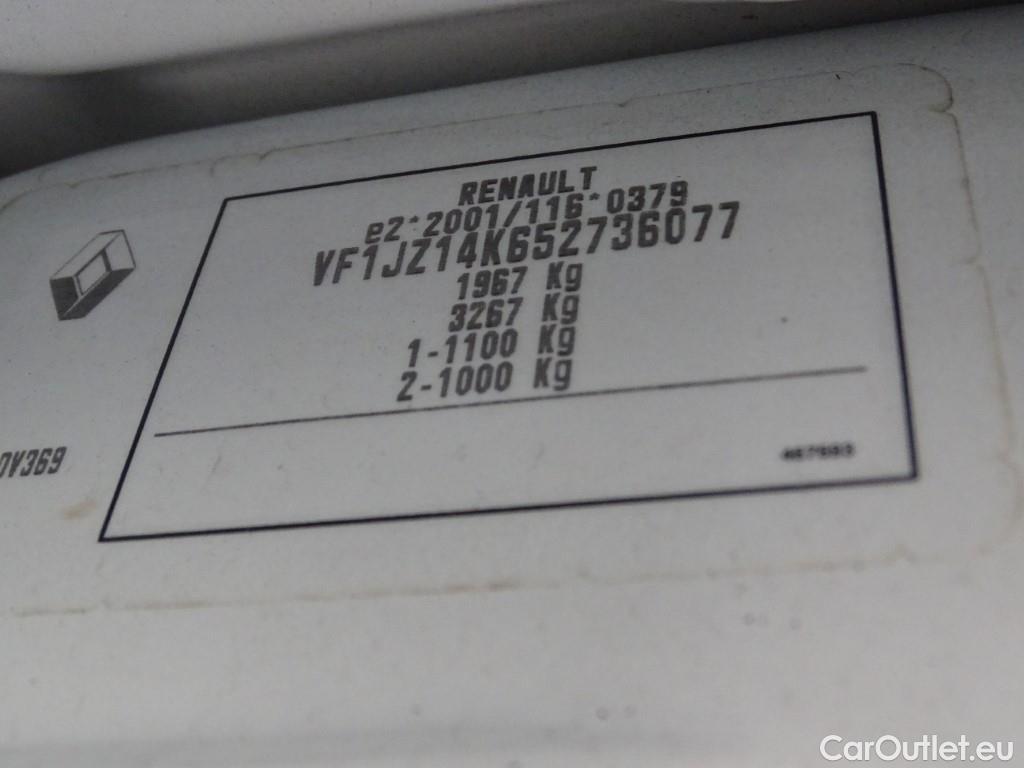 RENAULT
e2*2001/116*0379
VF1JZ14K652736077
1967 Kg
3267 Kg
1-1100 Kg
2-1000 Kg
0V369
CarOutlet.eu